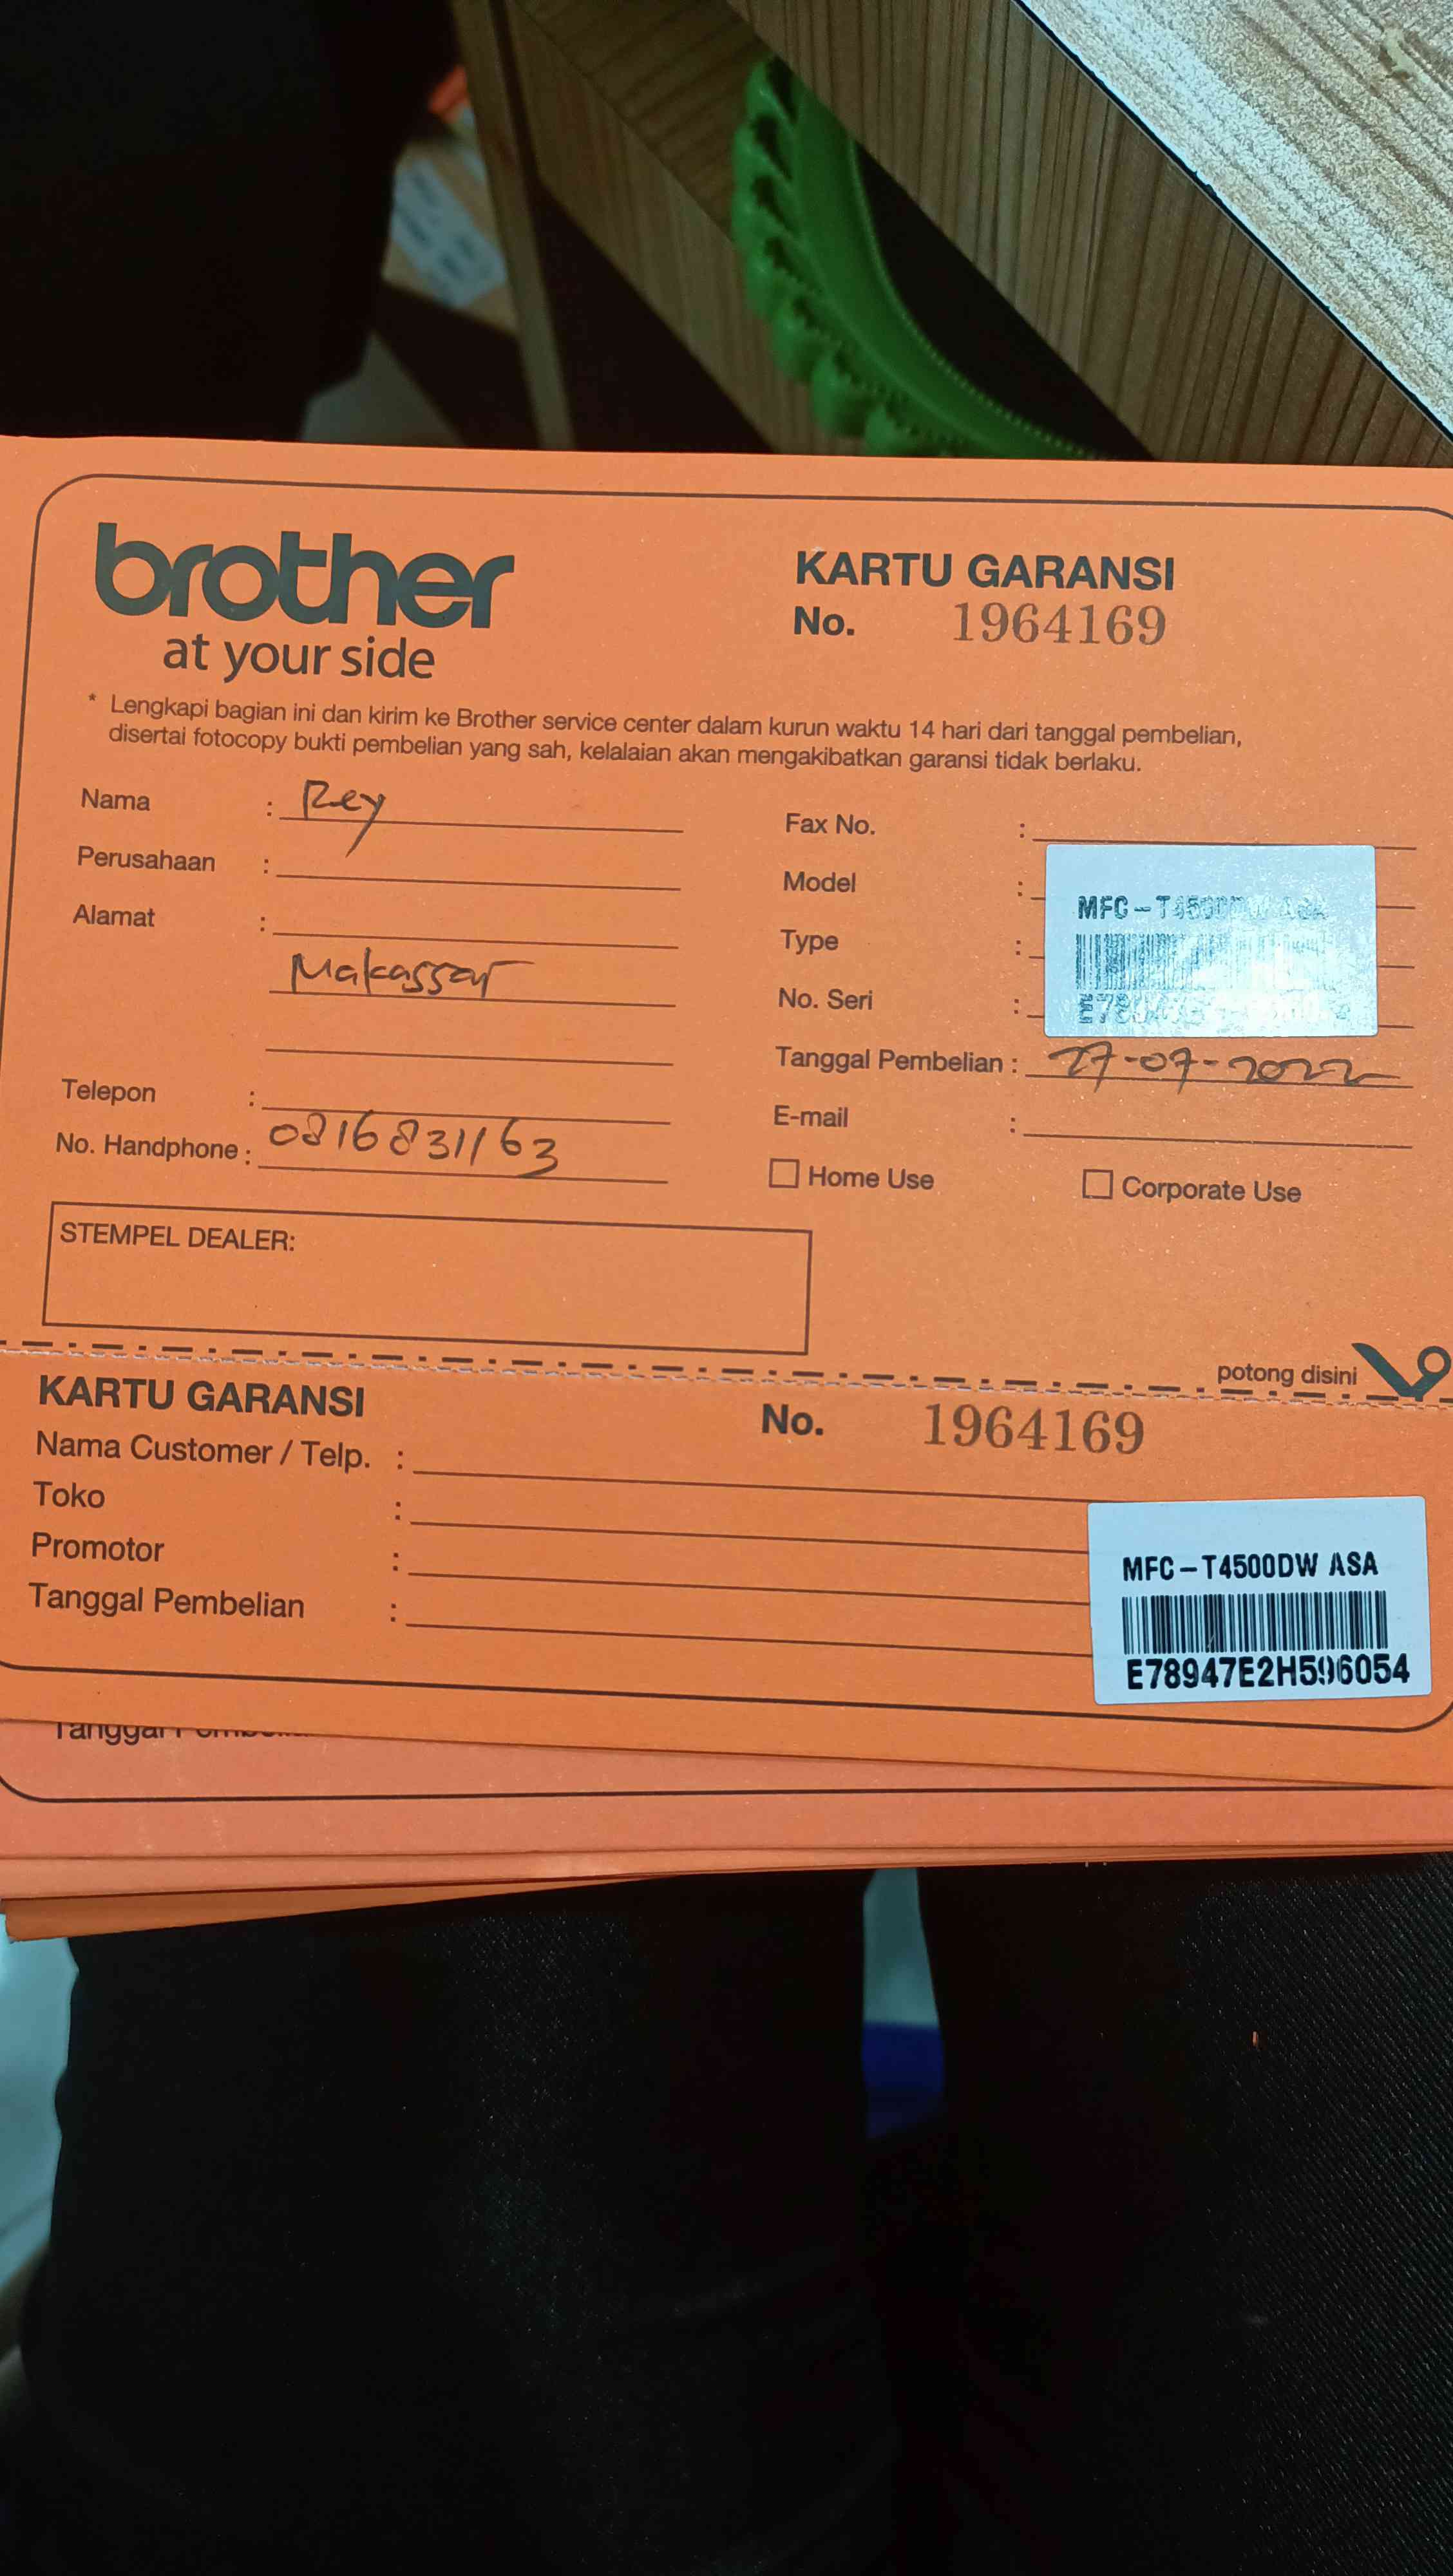 brother
at your side
KARTU GARANSI
No. 1964169
* Lengkapi bagian ini dan kirim ke Brother service center dalam kurun waktu 14 hari dari tanggal pembelian,
disertai fotocopy bukti pembelian yang sah, kelalaian akan mengakibatkan garansi tidak berlaku.
Nama : Rey
Perusahaan :
Alamat :
Makassar
Telepon :
No. Handphone : 0816831163
Fax No. :
Model :
MFC-T4500DW ASA
Type :
No. Seri :
Tanggal Pembelian : 27-07-2022
E-mail :
Home Use
Corporate Use
STEMPEL DEALER:
potong disini
KARTU GARANSI
No. 1964169
Nama Customer / Telp. :
Toko :
Promotor :
Tanggal Pembelian :
MFC-T4500DW ASA
E78947E2H596054